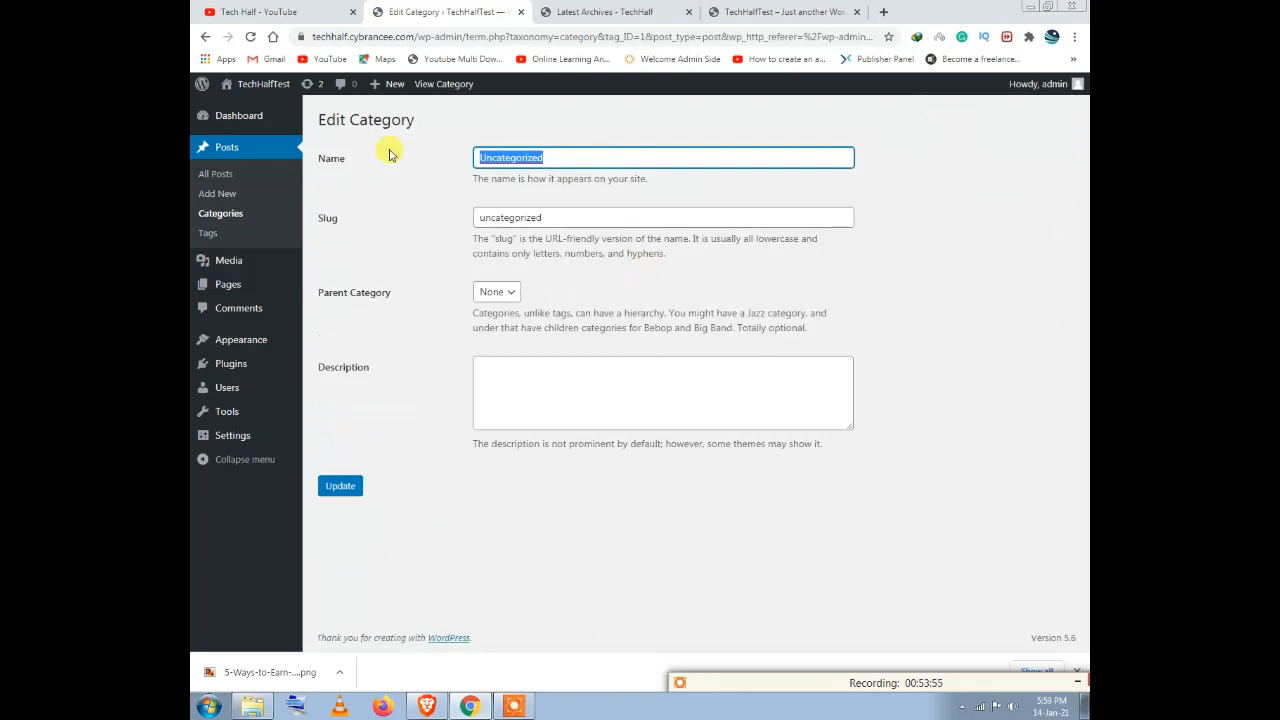 Tech Half - YouTube
Edit Category ‹ TechHalfTest —
Latest Archives - TechHalf
TechHalfTest – Just another Wor
techhalf.cybrancee.com/wp-admin/term.php?taxonomy=category&tag_ID=1&post_type=post&wp_http_referer=%2Fwp-admin...
Apps
Gmail
YouTube
Maps
Youtube Multi Dow...
Online Learning An...
Welcome Admin Side
How to create an a...
Publisher Panel
Become a freelance...
»
TechHalfTest
2
0
New
View Category
Howdy, admin
Dashboard
Posts
All Posts
Add New
Categories
Tags
Media
Pages
Comments
Appearance
Plugins
Users
Tools
Settings
Collapse menu
Edit Category
Name
Uncategorized
The name is how it appears on your site.
Slug
uncategorized
The “slug” is the URL-friendly version of the name. It is usually all lowercase and
contains only letters, numbers, and hyphens.
Parent Category
None
Categories, unlike tags, can have a hierarchy. You might have a Jazz category, and
under that have children categories for Bebop and Big Band. Totally optional.
Description
The description is not prominent by default; however, some themes may show it.
Update
Thank you for creating with WordPress.
Version 5.6
5-Ways-to-Earn-....png
Show all
Recording: 00:53:55
5:59 PM
14-Jan-21